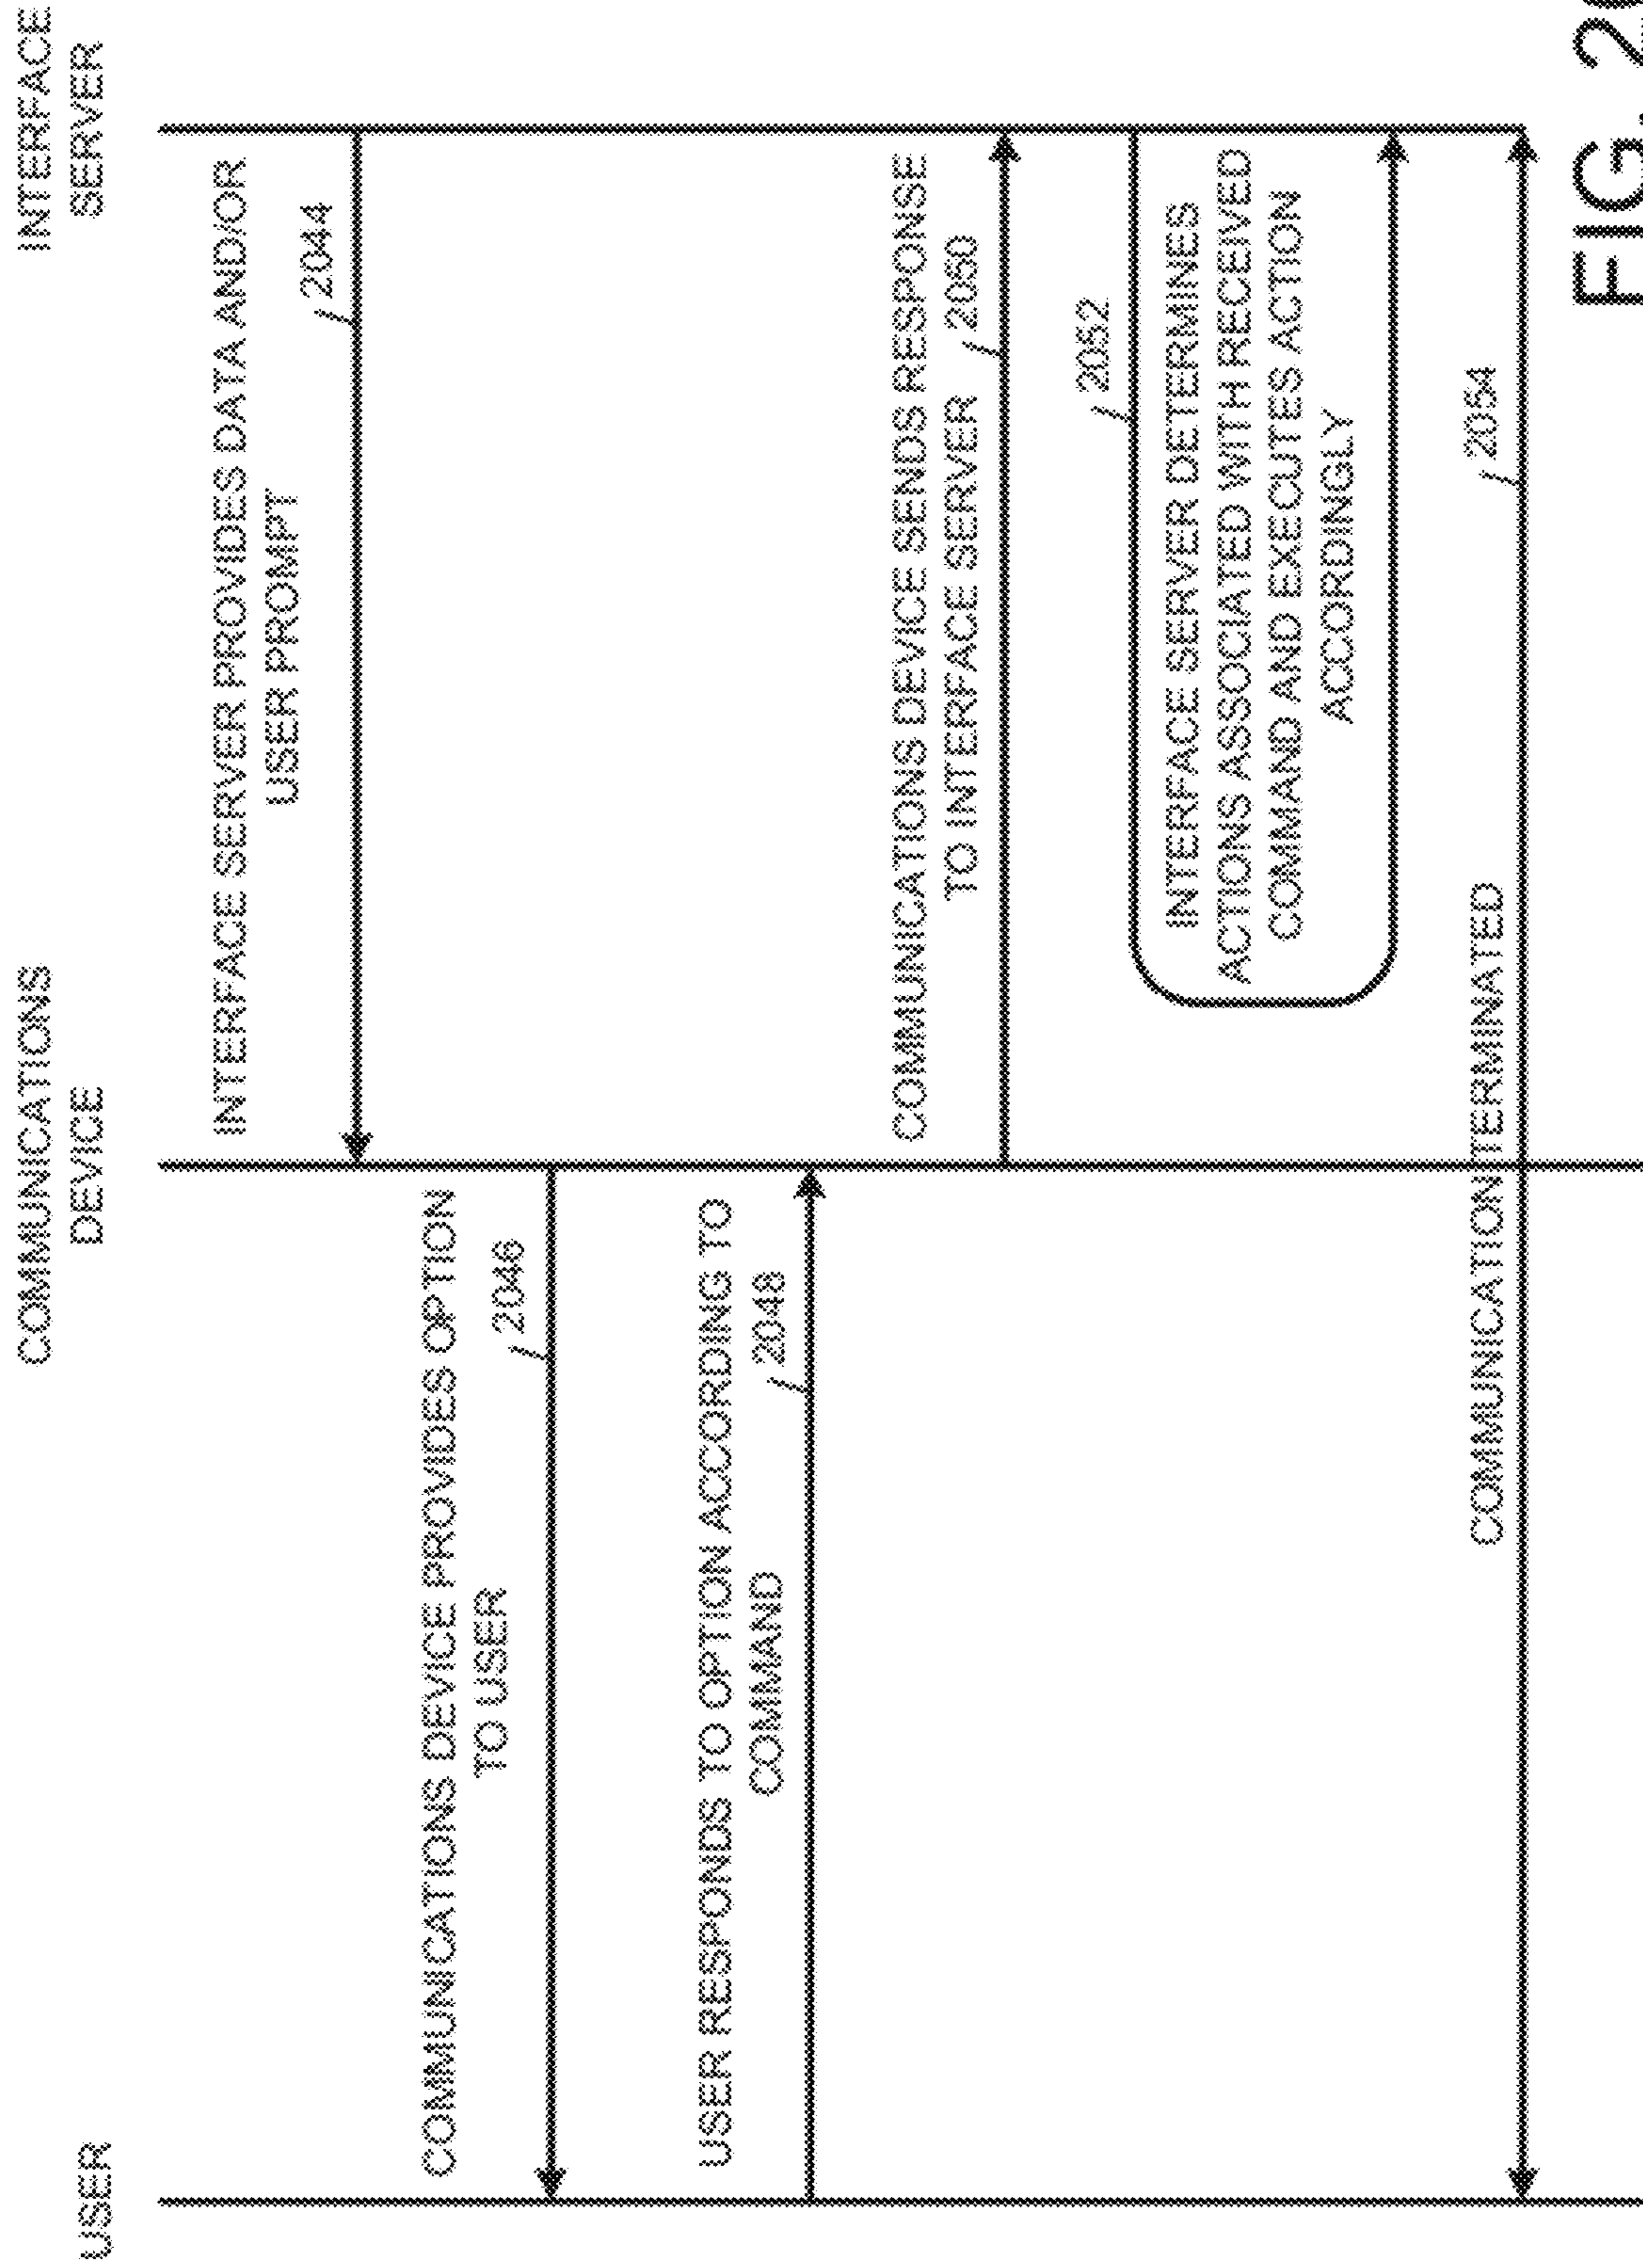 USER
COMMUNICATIONS
DEVICE
INTERFACE
SERVER
INTERFACE SERVER PROVIDES DATA AND/OR
USER PROMPT
2044
COMMUNICATIONS DEVICE PROVIDES OPTION
TO USER
2046
USER RESPONDS TO OPTION ACCORDING TO
COMMAND
2048
COMMUNICATIONS DEVICE SENDS RESPONSE
TO INTERFACE SERVER
2050
2052
INTERFACE SERVER DETERMINES
ACTIONS ASSOCIATED WITH RECEIVED
COMMAND AND EXECUTES ACTION
ACCORDINGLY
COMMUNICATION TERMINATED
2054
FIG.